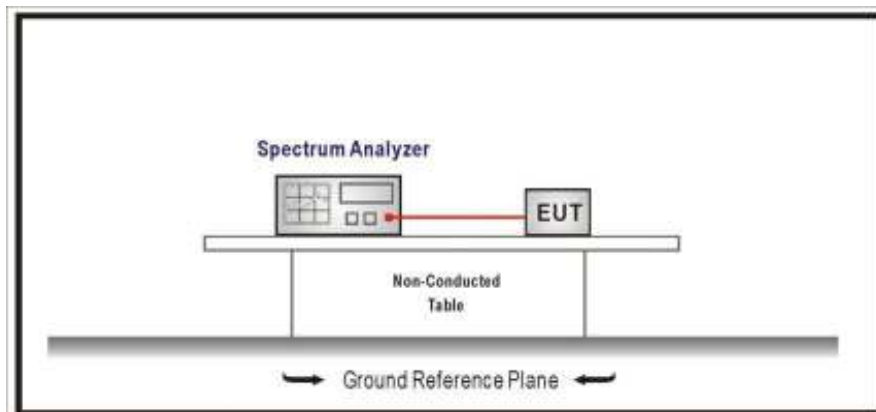 Spectrum Analyzer
EUT
Non-Conducted
Table
Ground Reference Plane